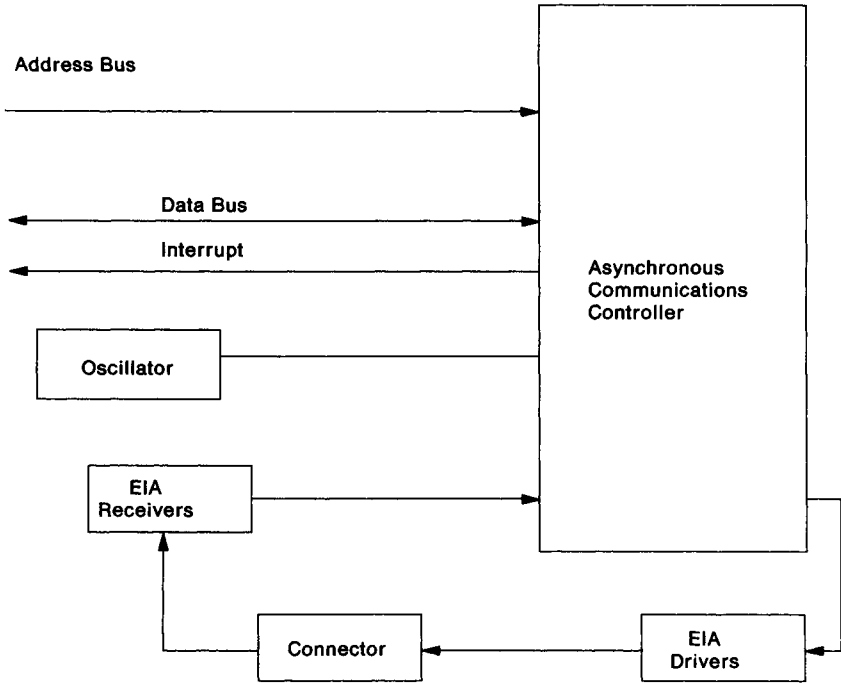 Address Bus
Data Bus
Interrupt
Asynchronous
Communications
Controller
Oscillator
EIA
Receivers
Connector
EIA
Drivers